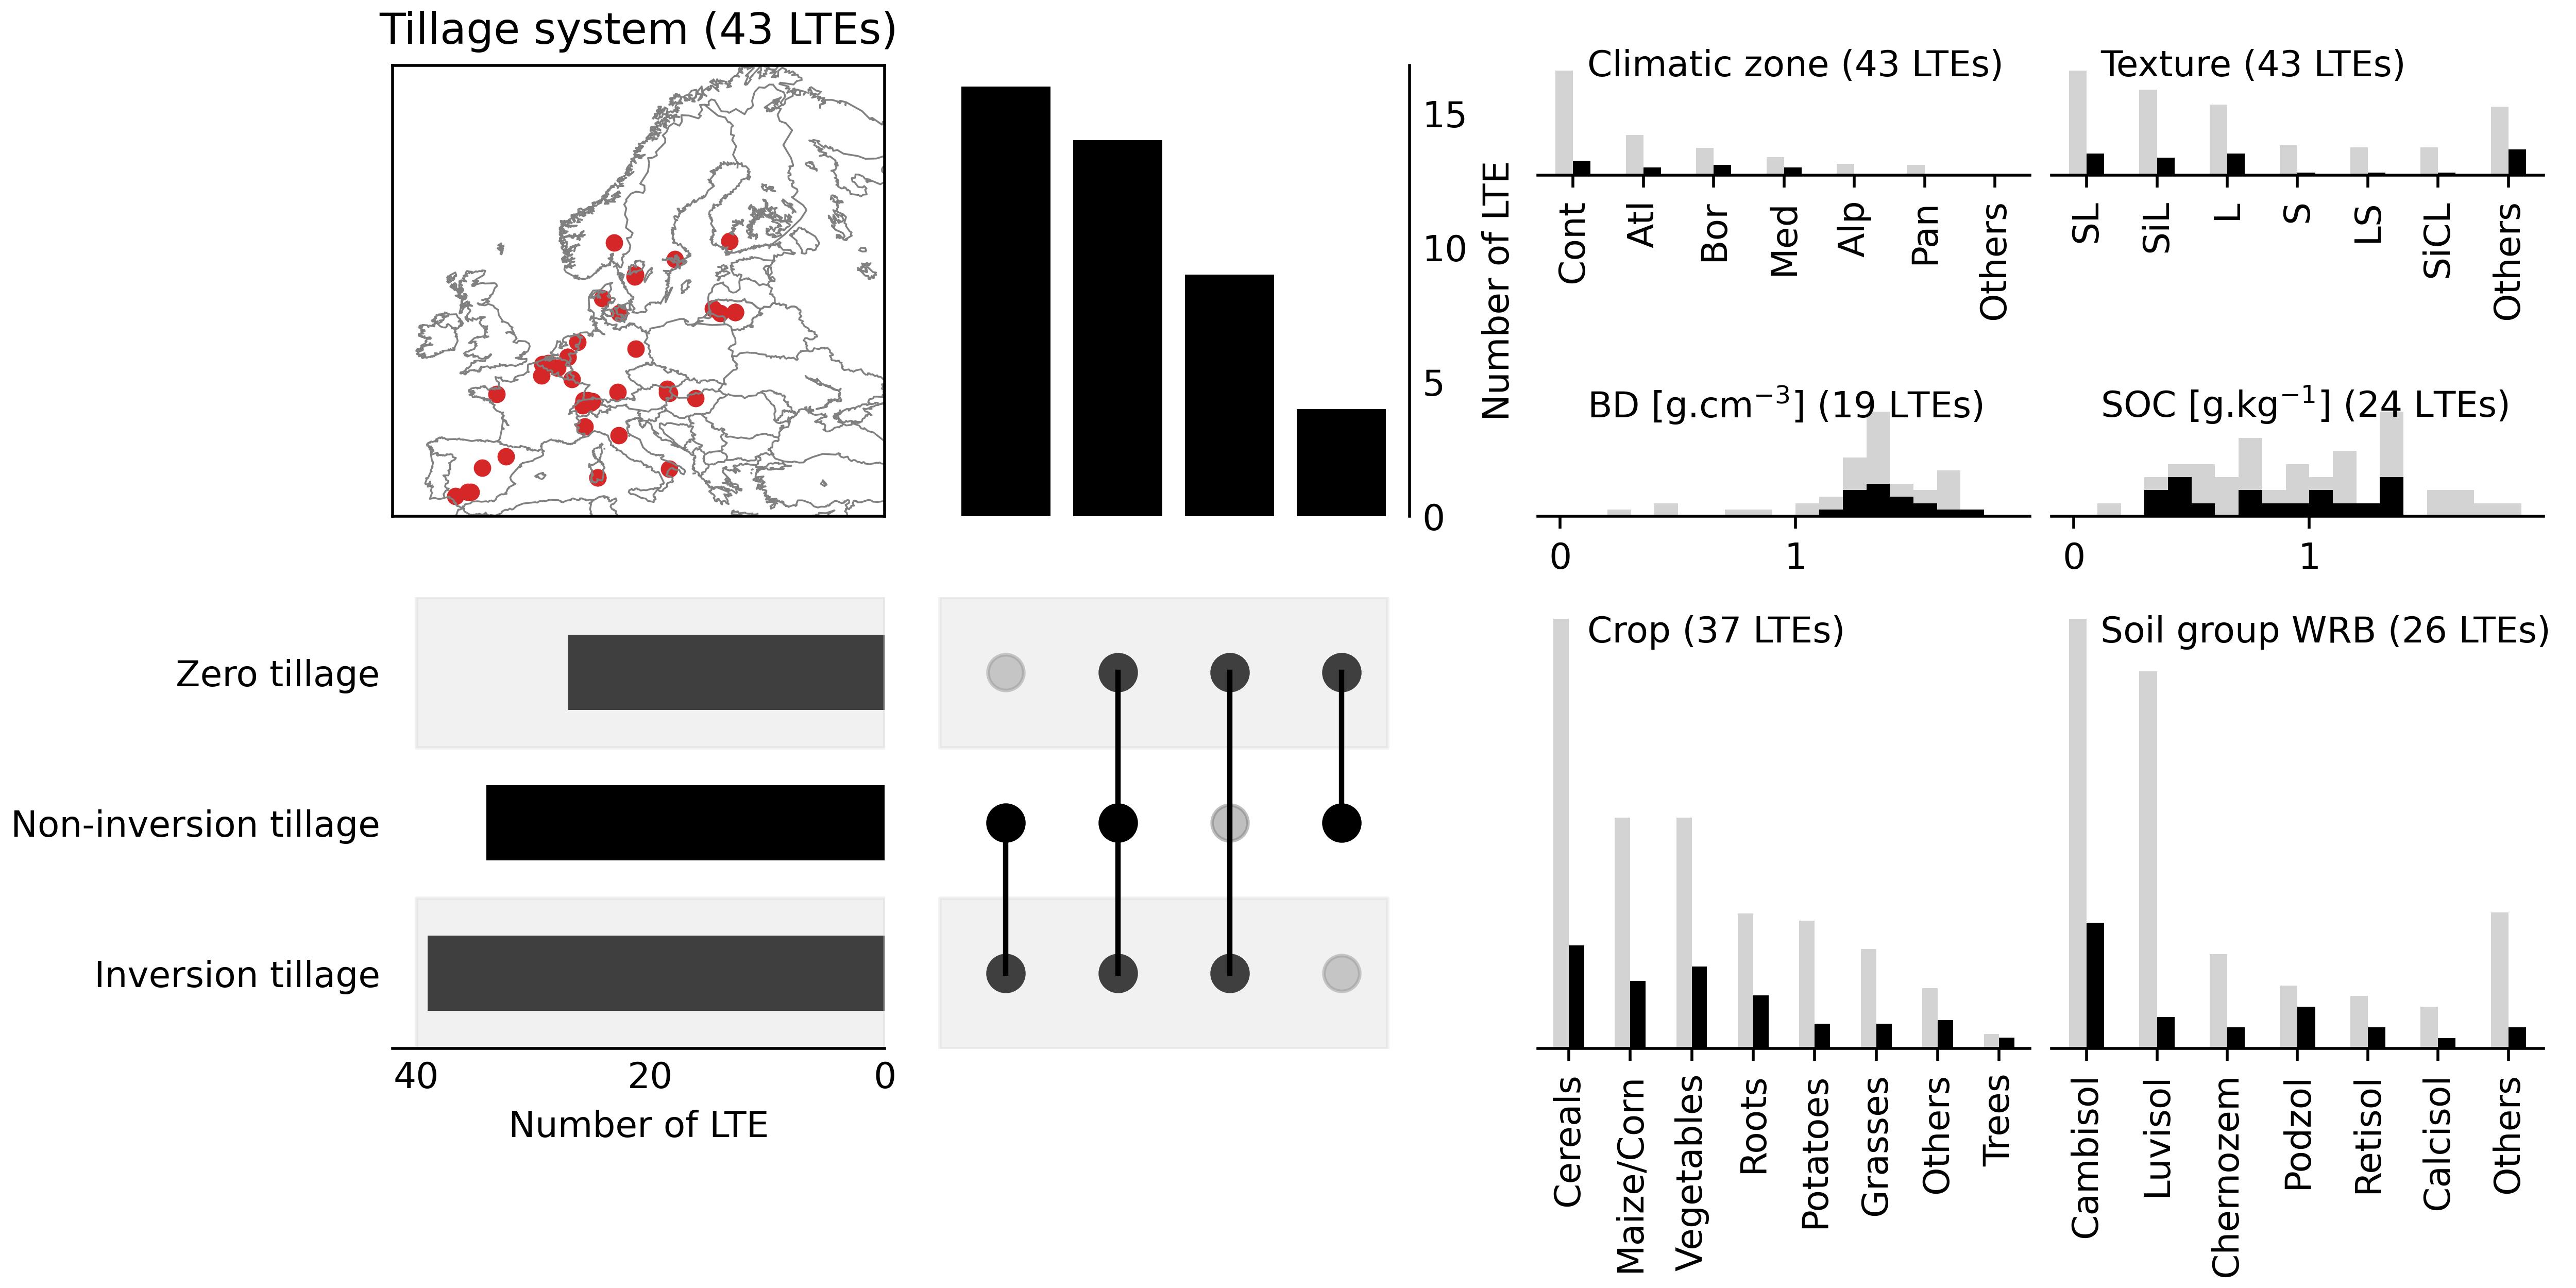 Tillage system (43 LTEs)
15
10
5
0
Number of LTE
Zero tillage
Non-inversion tillage
Inversion tillage
40
20
0
Number of LTE
Climatic zone (43 LTEs)
Cont
Atl
Bor
Med
Alp
Pan
Others
Texture (43 LTEs)
SL
SiL
L
S
LS
SiCL
Others
BD [g.cm⁻³] (19 LTEs)
0
1
SOC [g.kg⁻¹] (24 LTEs)
0
1
Crop (37 LTEs)
Cereals
Maize/Corn
Vegetables
Roots
Potatoes
Grasses
Others
Trees
Soil group WRB (26 LTEs)
Cambisol
Luvisol
Chernozem
Podzol
Retisol
Calcisol
Others